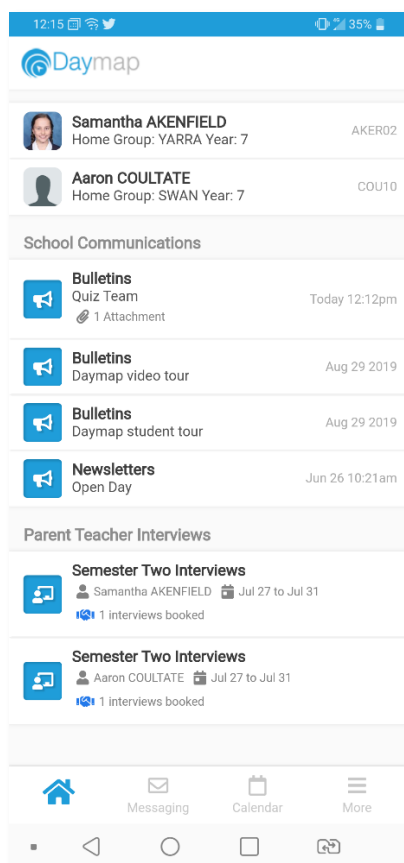 12:15 35%
Daymap
Samantha AKENFIELD
Home Group: YARRA Year: 7 AKER02
Aaron COULTATE
Home Group: SWAN Year: 7 COU10
School Communications
Bulletins
Quiz Team Today 12:12pm
1 Attachment
Bulletins
Daymap video tour Aug 29 2019
Bulletins
Daymap student tour Aug 29 2019
Newsletters
Open Day Jun 26 10:21am
Parent Teacher Interviews
Semester Two Interviews
Samantha AKENFIELD Jul 27 to Jul 31
1 interviews booked
Semester Two Interviews
Aaron COULTATE Jul 27 to Jul 31
1 interviews booked
Messaging Calendar More